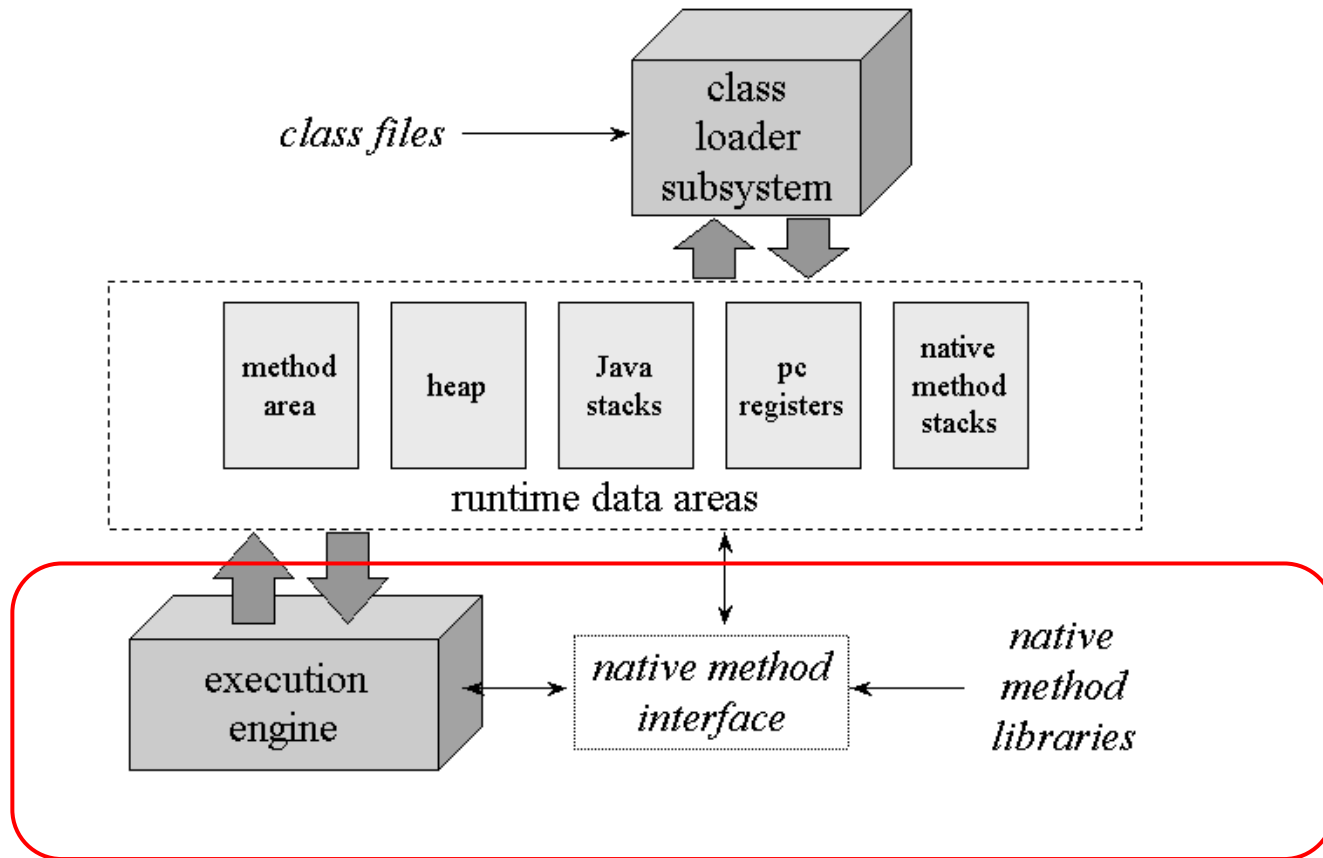 class
loader
subsystem
class files
method
area
heap
Java
stacks
pc
registers
native
method
stacks
runtime data areas
execution
engine
native method
interface
native
method
libraries